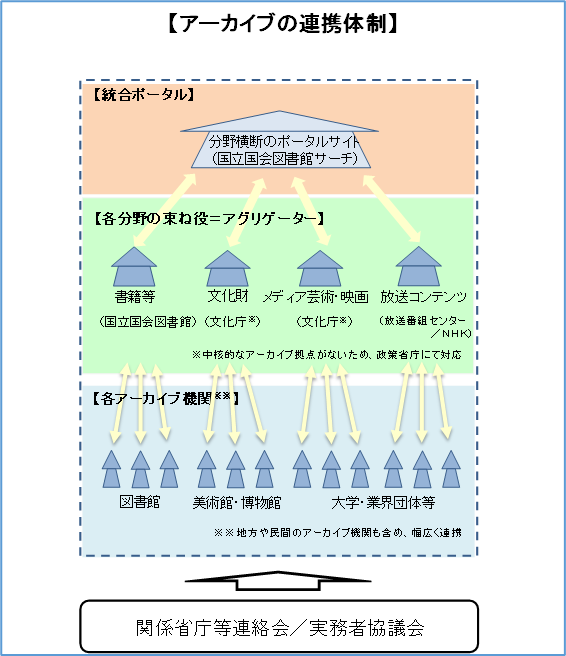 【アーカイブの連携体制】
【統合ポータル】
分野横断のポータルサイト
（国立国会図書館サーチ）
【各分野の束ね役＝アグリゲーター】
書籍等
（国立国会図書館）
文化財
（文化庁※）
メディア芸術・映画
（文化庁※）
放送コンテンツ
（放送番組センター
／NHK）
※中核的なアーカイブ拠点がないため、政策省庁にて対応
【各アーカイブ機関※※】
図書館
美術館・博物館
大学・業界団体等
※※地方や民間のアーカイブ機関も含め、幅広く連携
関係省庁等連絡会／実務者協議会